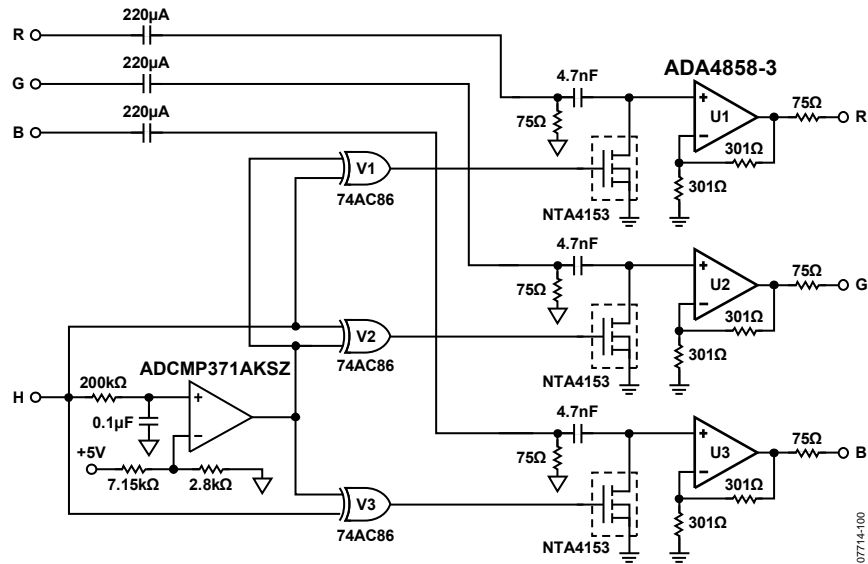 220µA
R
220µA
G
220µA
B
4.7nF
ADA4858-3
75Ω
+
U1
–
75Ω
R
301Ω
301Ω
V1
74AC86
NTA4153
4.7nF
75Ω
+
U2
–
75Ω
G
301Ω
301Ω
V2
74AC86
NTA4153
ADCMP371AKSZ
H
200kΩ
+
–
0.1µF
+5V
7.15kΩ
2.8kΩ
4.7nF
75Ω
+
U3
–
75Ω
B
301Ω
301Ω
V3
74AC86
NTA4153
07714-100